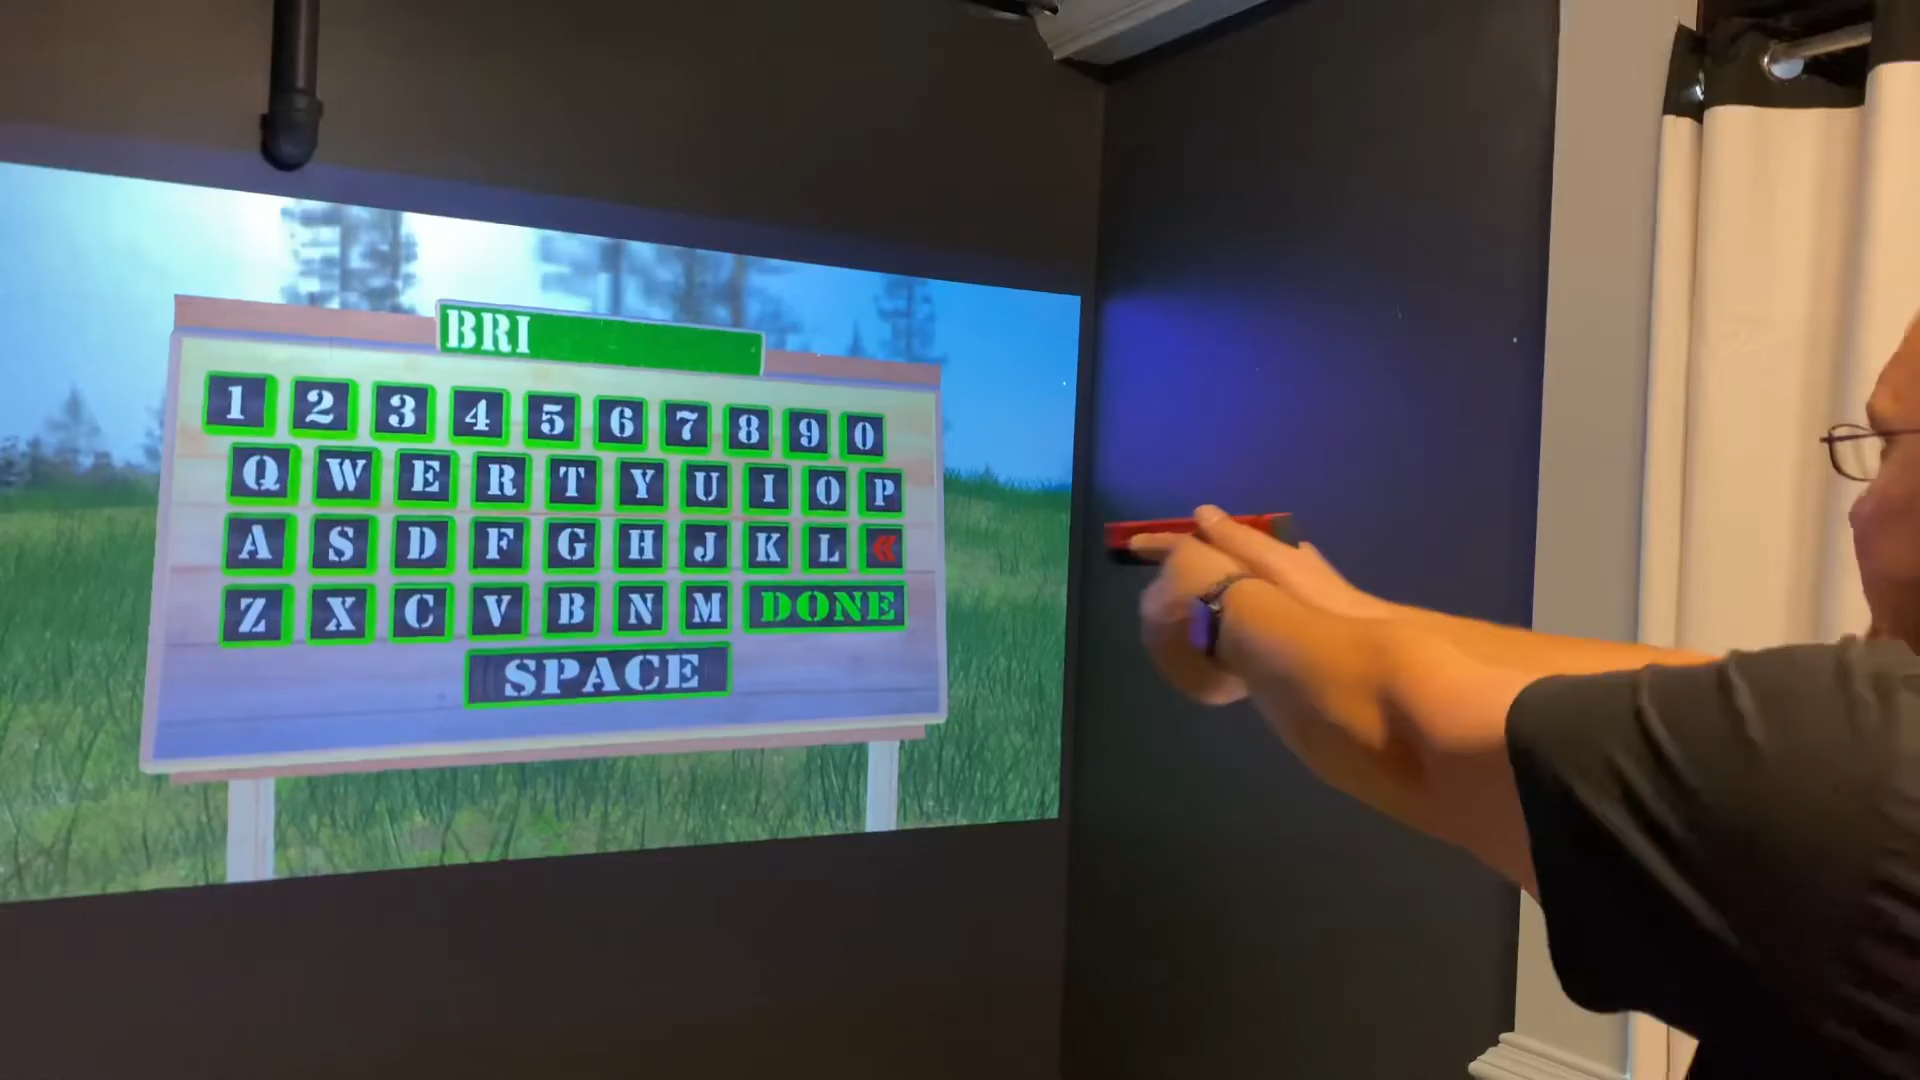 BRI
1 2 3 4 5 6 7 8 9 0
Q W E R T Y U I O P
A S D F G H J K L «
Z X C V B N M DONE
SPACE